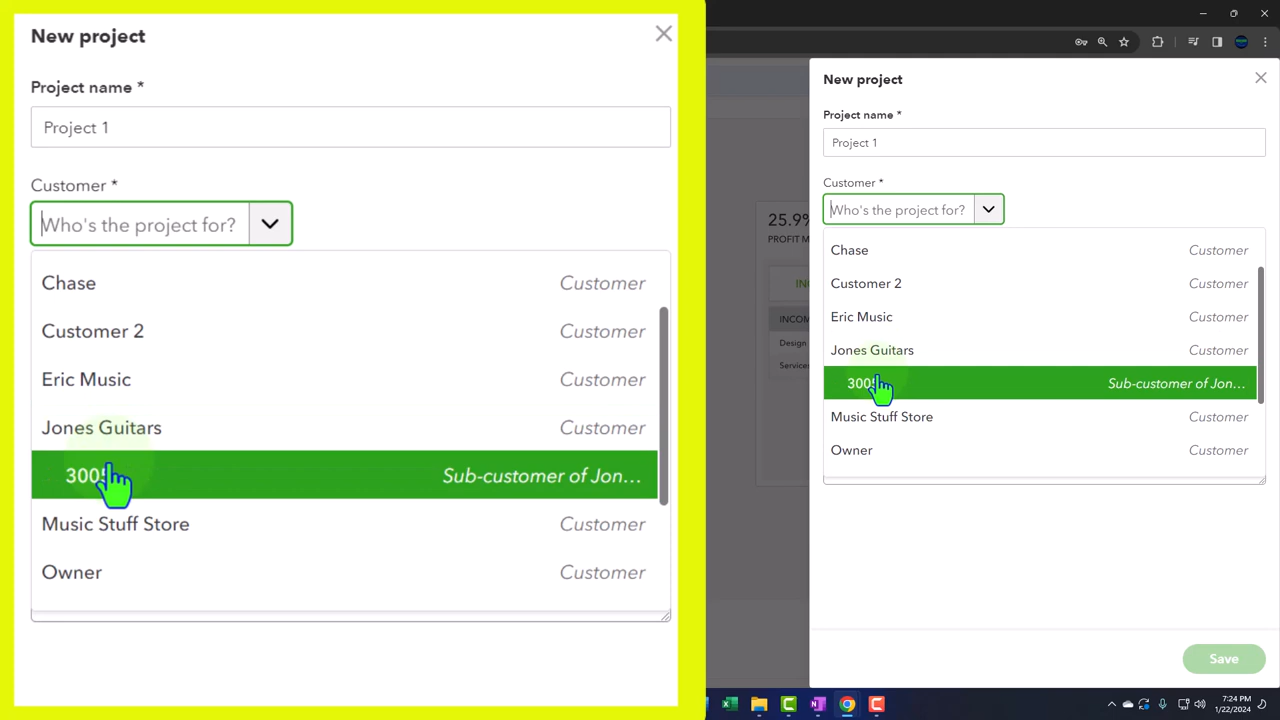 New project
Project name *
Project 1
Customer *
Who's the project for?
Chase Customer
Customer 2 Customer
Eric Music Customer
Jones Guitars Customer
Sub-customer of Jon...
Music Stuff Store Customer
Owner Customer
25.9%
PROFIT M
INC
INCOM
Design
Services
New project
Project name *
Project 1
Customer *
Who's the project for?
Chase Customer
Customer 2 Customer
Eric Music Customer
Jones Guitars Customer
Sub-customer of Jon...
Music Stuff Store Customer
Owner Customer
Save
7:24 PM
1/22/2024